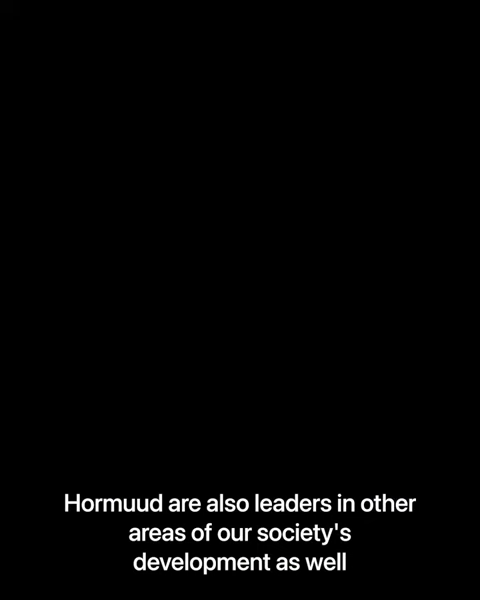 Hormuud are also leaders in other
areas of our society's
development as well